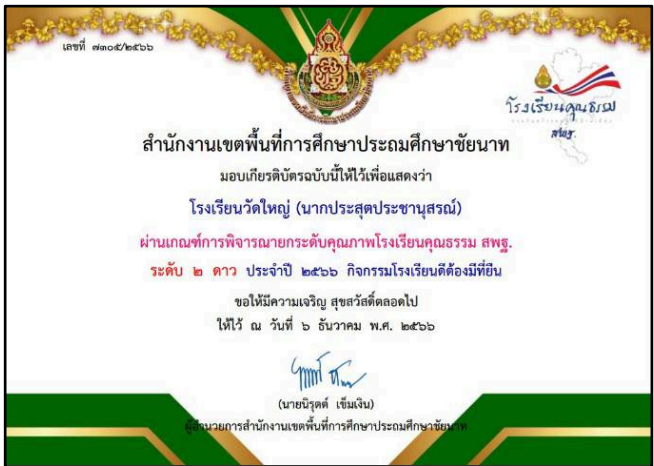 เลขที่ ๗๓๐๕/๒๕๖๖
โรงเรียนคุณธรรม
สพฐ.
สำนักงานเขตพื้นที่การศึกษาประถมศึกษาชัยนาท
มอบเกียรติบัตรฉบับนี้ให้ไว้เพื่อแสดงว่า
โรงเรียนวัดใหญ่ (นากประสุตประชานุสรณ์)
ผ่านเกณฑ์การพิจารณายกระดับคุณภาพโรงเรียนคุณธรรม สพฐ.
ระดับ ๒ ดาว ประจำปี ๒๕๖๖ กิจกรรมโรงเรียนดีต้องมีที่ยืน
ขอให้มีความเจริญ สุขสวัสดิ์ตลอดไป
ให้ไว้ ณ วันที่ ๖ ธันวาคม พ.ศ. ๒๕๖๖
(นายนิรุตต์ เข็มเงิน)
ผู้อำนวยการสำนักงานเขตพื้นที่การศึกษาประถมศึกษาชัยนาท